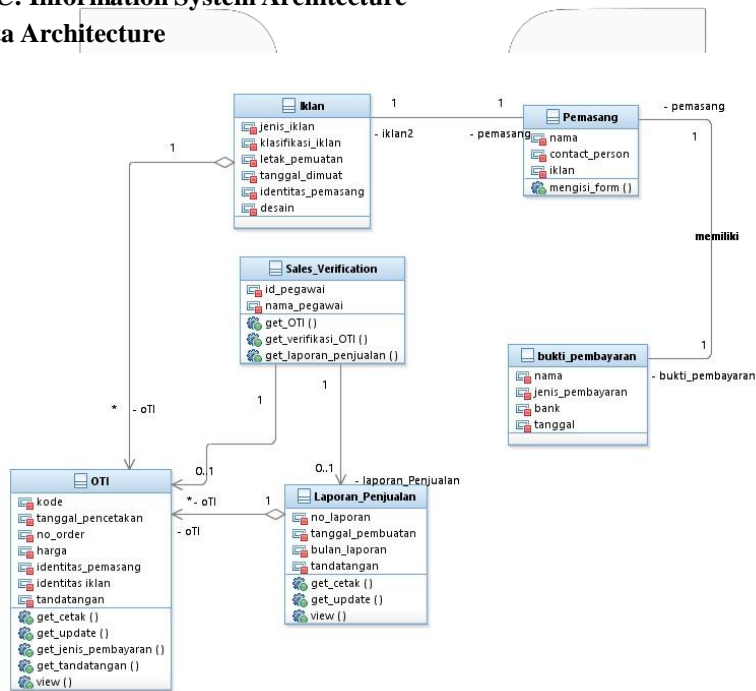 C: Information System Architecture
ta Architecture
Iklan
jenis_iklan
klasifikasi_iklan
letak_pemuatan
tanggal_dimuat
identitas_pemasang
desain
1
1
- iklan2
- pemasang
Pemasang
nama
contact_person
iklan
mengisi_form ()
- pemasang
1
memiliki
1
- bukti_pembayaran
1
Sales_Verification
id_pegawai
nama_pegawai
get_OTI ()
get_verifikasi_OTI ()
get_laporan_penjualan ()
bukti_pembayaran
nama
jenis_pembayaran
bank
tanggal
1
1
* - oTI
0..1
0..1
- laporan_Penjualan
OTI
kode
tanggal_pencetakan
no_order
harga
identitas_pemasang
identitas iklan
tandatangan
get_cetak ()
get_update ()
get_jenis_pembayaran ()
get_tandatangan ()
view ()
*- oTI
1
- oTI
Laporan_Penjualan
no_laporan
tanggal_pembuatan
bulan_laporan
tandatangan
get_cetak ()
get_update ()
view ()